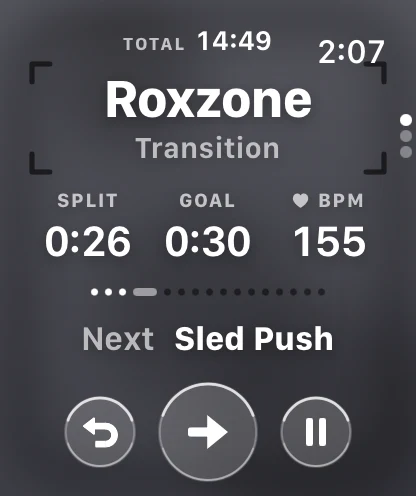 TOTAL 14:49 2:07
Roxzone
Transition
SPLIT GOAL BPM
0:26 0:30 155
Next Sled Push